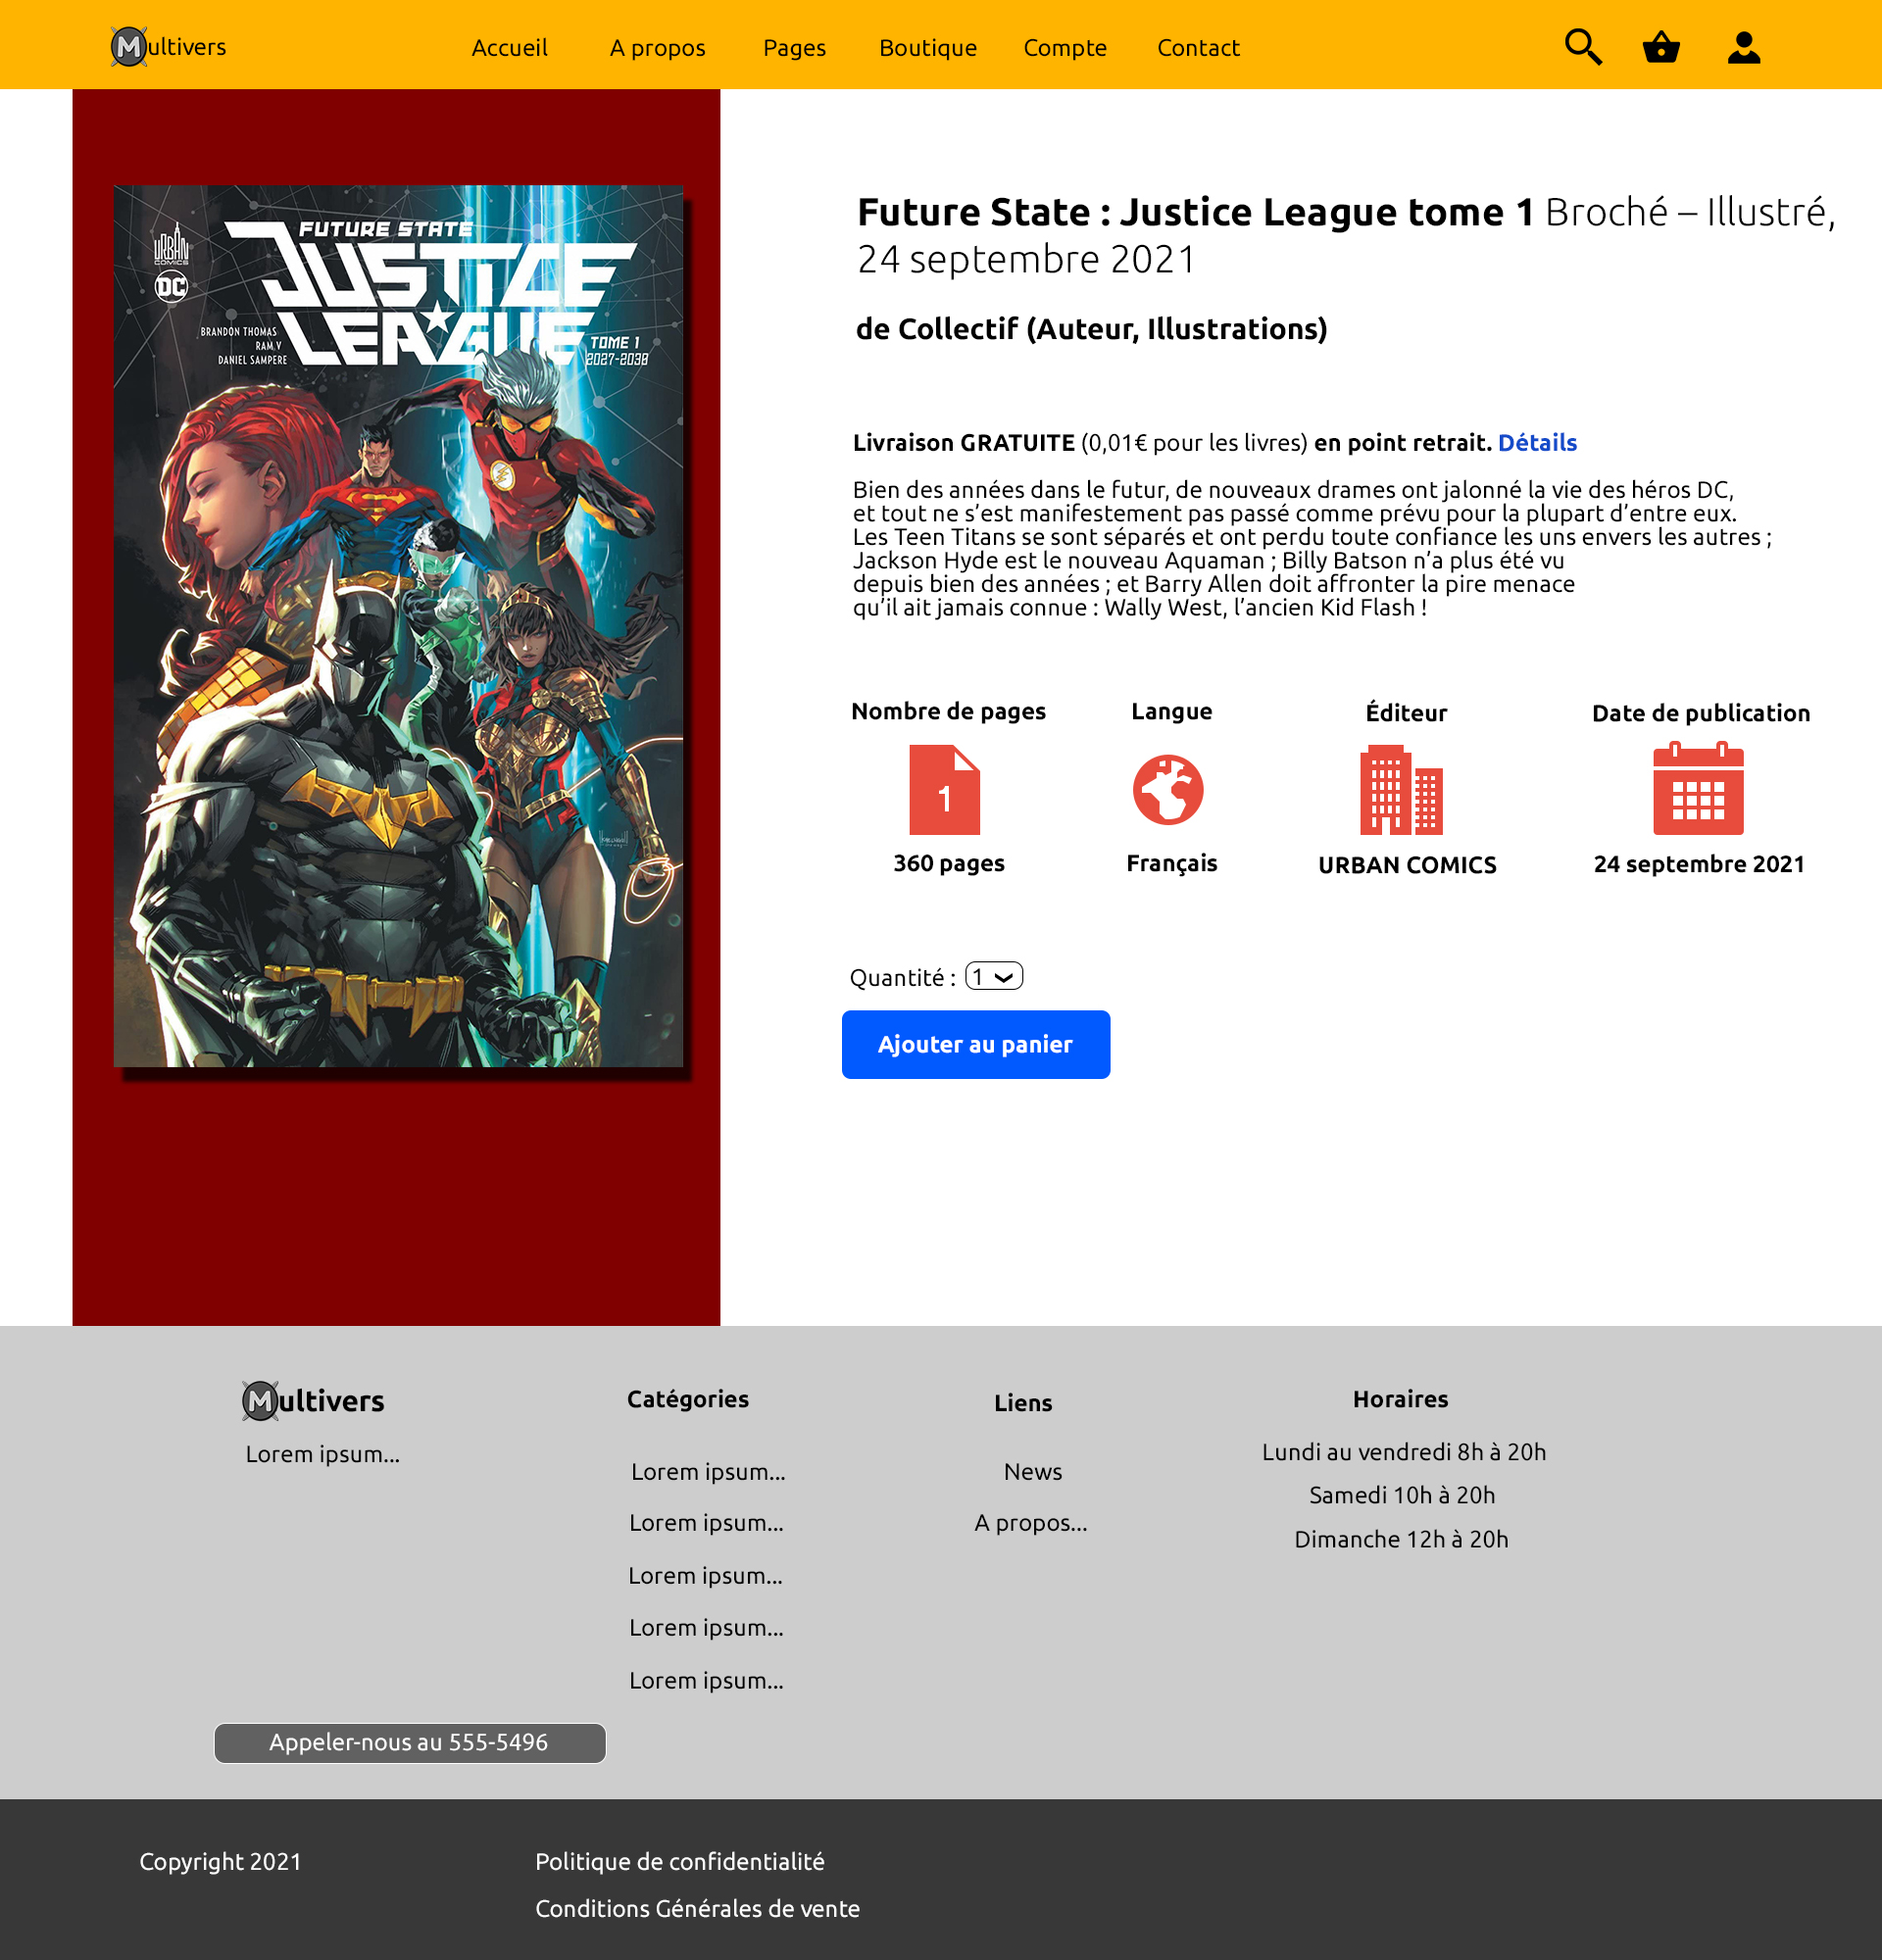 Multivers
Accueil
A propos
Pages
Boutique
Compte
Contact
URBAN
COMICS
DC
FUTURE STATE
JUSTICE
LEAGUE
BRANDON THOMAS
RAM V
DANIEL SAMPERE
TOME 1
2027-2038
Future State : Justice League tome 1 Broché – Illustré,
24 septembre 2021
de Collectif (Auteur, Illustrations)
Livraison GRATUITE (0,01€ pour les livres) en point retrait. Détails
Bien des années dans le futur, de nouveaux drames ont jalonné la vie des héros DC,
et tout ne s’est manifestement pas passé comme prévu pour la plupart d’entre eux.
Les Teen Titans se sont séparés et ont perdu toute confiance les uns envers les autres ;
Jackson Hyde est le nouveau Aquaman ; Billy Batson n’a plus été vu
depuis bien des années ; et Barry Allen doit affronter la pire menace
qu’il ait jamais connue : Wally West, l’ancien Kid Flash !
Nombre de pages
1
360 pages
Langue
Français
Éditeur
URBAN COMICS
Date de publication
24 septembre 2021
Quantité : 1
Ajouter au panier
Multivers
Lorem ipsum...
Appeler-nous au 555-5496
Catégories
Lorem ipsum...
Lorem ipsum...
Lorem ipsum...
Lorem ipsum...
Lorem ipsum...
Liens
News
A propos...
Horaires
Lundi au vendredi 8h à 20h
Samedi 10h à 20h
Dimanche 12h à 20h
Copyright 2021
Politique de confidentialité
Conditions Générales de vente